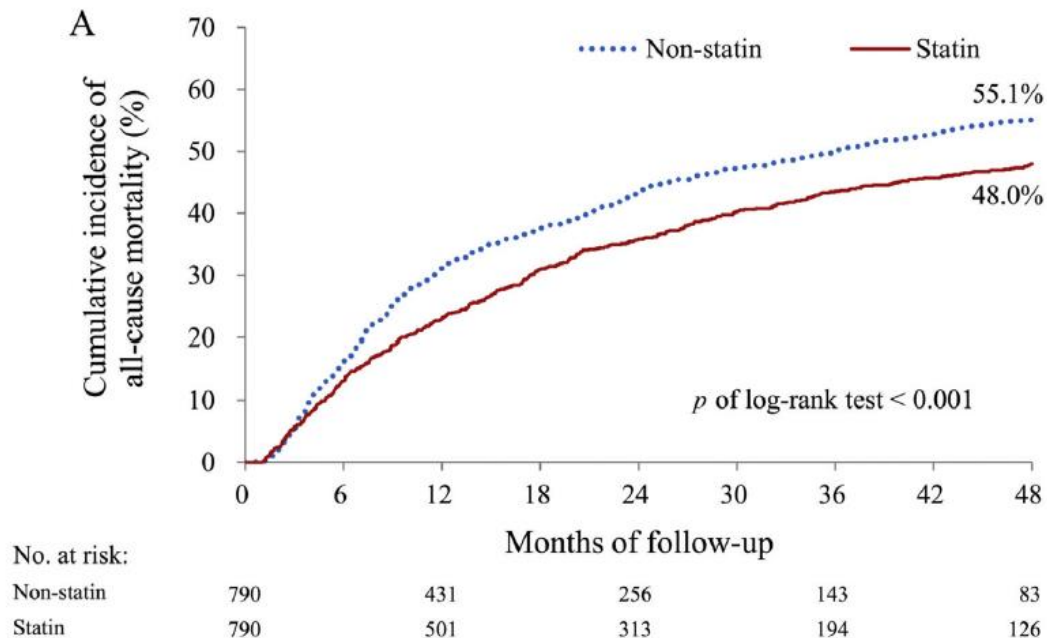 A
70
Non-statin
Statin
60
55.1%
50
48.0%
40
30
20
10
0
Cumulative incidence of
all-cause mortality (%)
p of log-rank test < 0.001
0 6 12 18 24 30 36 42 48
Months of follow-up
No. at risk:
Non-statin 790 431 256 143 83
Statin 790 501 313 194 126